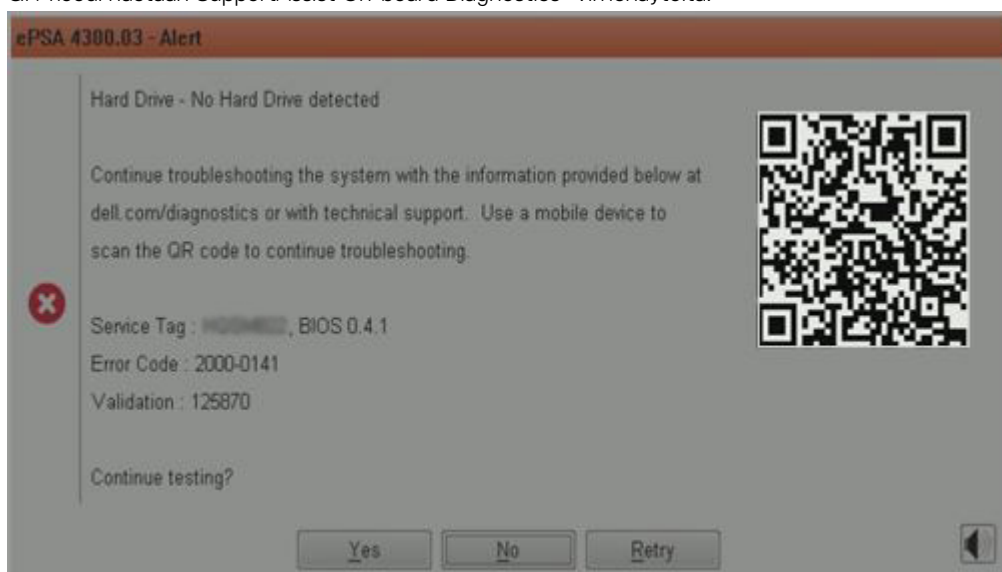 ePSA 4300.03 - Alert
Hard Drive - No Hard Drive detected
Continue troubleshooting the system with the information provided below at
dell.com/diagnostics or with technical support. Use a mobile device to
scan the QR code to continue troubleshooting.
Service Tag : , BIOS 0.4.1
Error Code : 2000-0141
Validation : 125870
Continue testing?
Yes No Retry